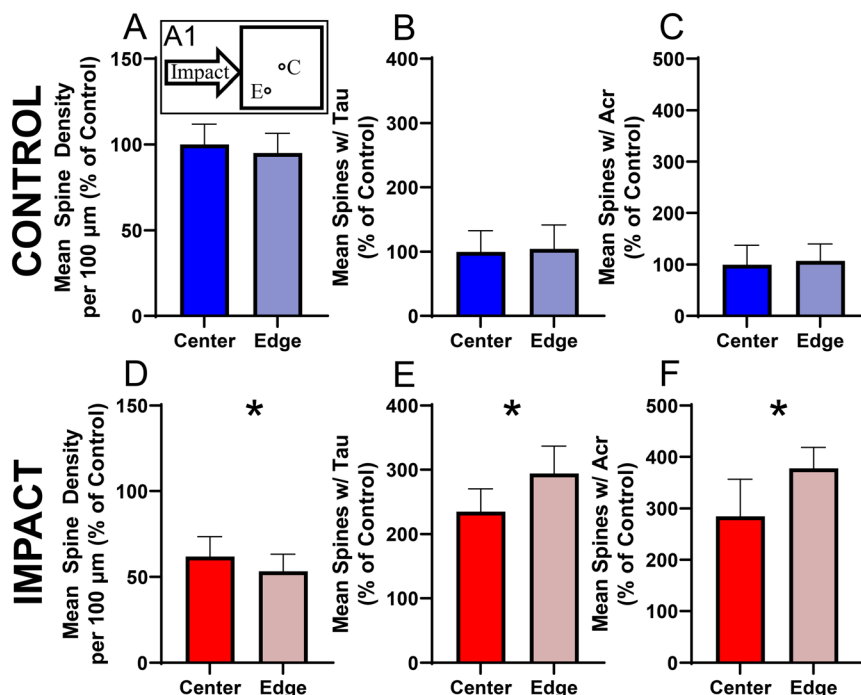 A
A1
Impact
C
E
B
C
CONTROL
Mean Spine Density
per 100 µm (% of Control)
150
100
50
0
Center Edge
Mean Spines w/ Tau
(% of Control)
400
300
200
100
0
Center Edge
Mean Spines w/ Acr
(% of Control)
500
400
300
200
100
0
Center Edge
D
E
F
IMPACT
Mean Spine Density
per 100 µm (% of Control)
150
100
50
0
*
Center Edge
Mean Spines w/ Tau
(% of Control)
400
300
200
100
0
*
Center Edge
Mean Spines w/ Acr
(% of Control)
500
400
300
200
100
0
*
Center Edge